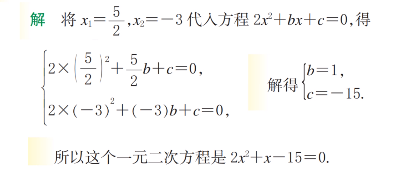 解 将 x₁=5/2, x₂=-3 代入方程 2x²+bx+c=0, 得
{2×(5/2)²+5/2b+c=0,
2×(-3)²+(-3)b+c=0,
解得{b=1,
c=-15.
所以这个一元二次方程是 2x²+x-15=0.